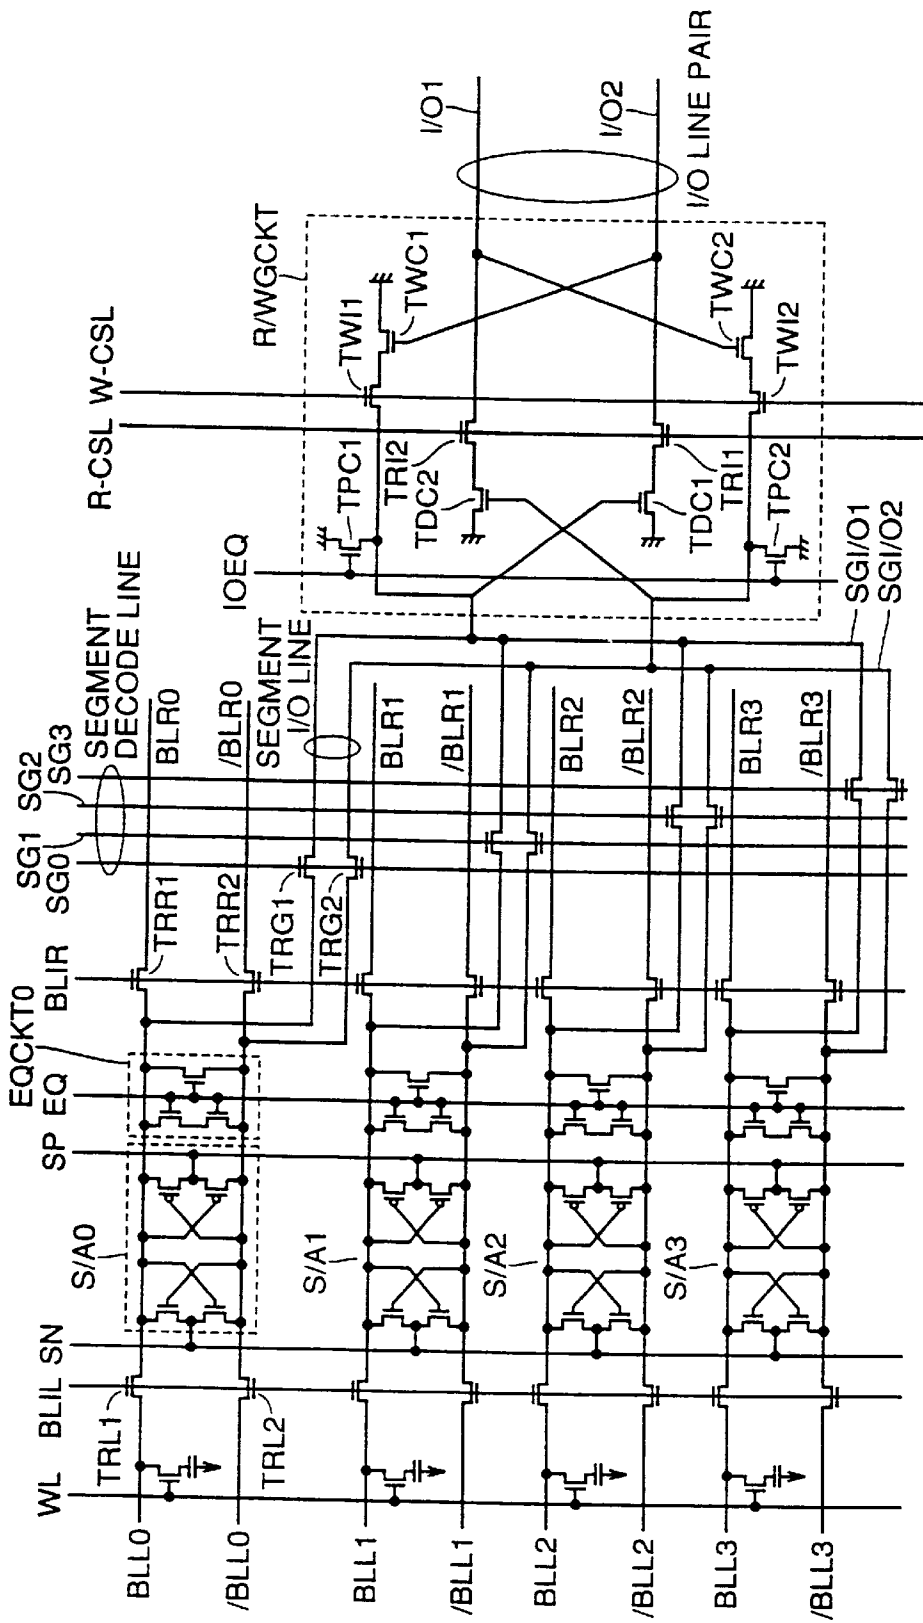 WL
BLIL
SN
SP
EQ
EQCKT0
BLIR
SG0
SG1
SG2
SG3
SEGMENT
DECODE LINE
IOEQ
R-CSL
W-CSL
R/WGCKT
S/A0
TRL1
TRL2
TRR1
TRR2
BLR0
/BLR0
BLL0
/BLL0
TRG1
TRG2
SEGMENT
I/O LINE
TPC1
TWI1
TWC1
TRI2
TDC2
TDC1
TRI1
TPC2
TWC2
TWI2
I/O1
I/O2
I/O LINE PAIR
SGI/O1
SGI/O2
BLL1
/BLL1
S/A1
BLR1
/BLR1
BLL2
/BLL2
S/A2
BLR2
/BLR2
BLL3
/BLL3
S/A3
BLR3
/BLR3